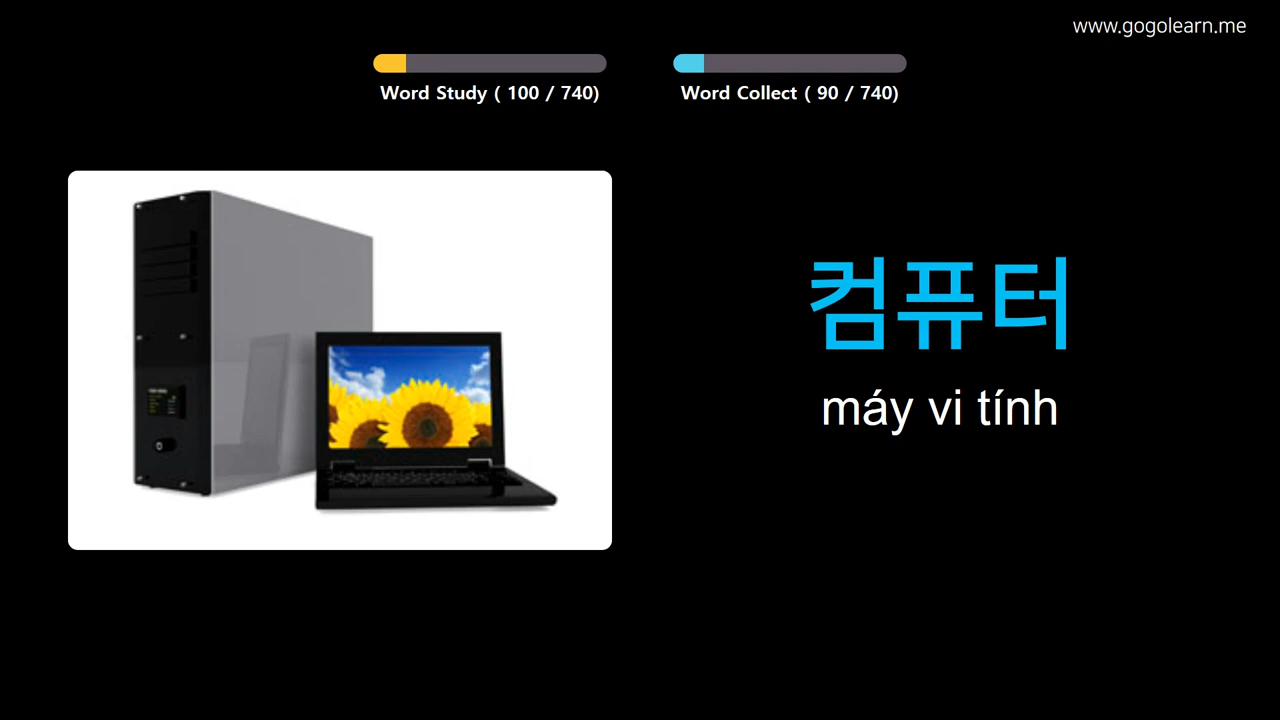 www.gogolearn.me
Word Study ( 100 / 740)
Word Collect ( 90 / 740)
컴퓨터
máy vi tính